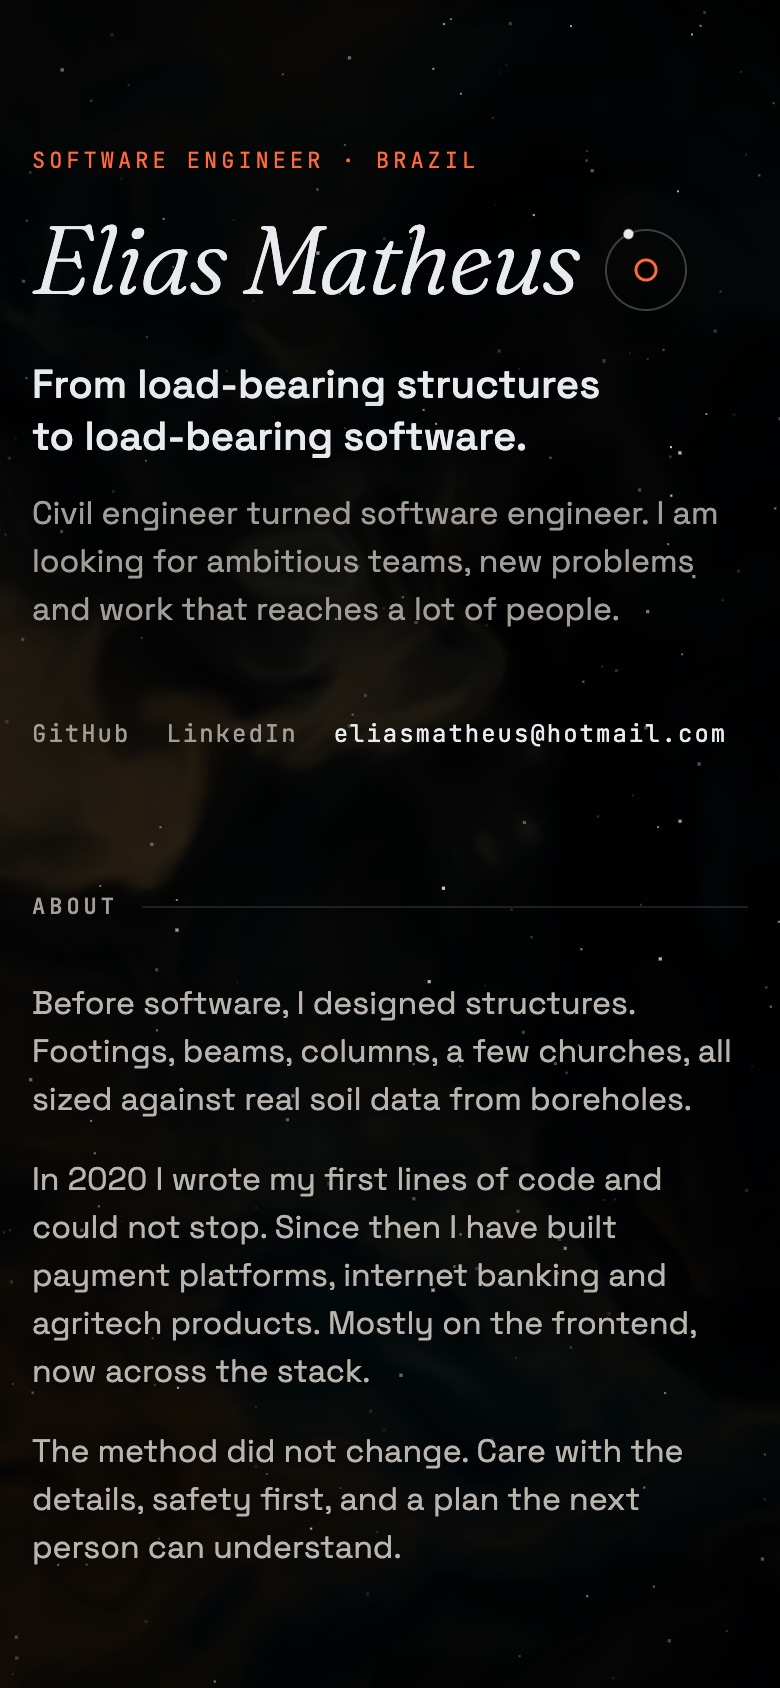 SOFTWARE ENGINEER · BRAZIL
Elias Matheus
From load-bearing structures
to load-bearing software.
Civil engineer turned software engineer. I am
looking for ambitious teams, new problems
and work that reaches a lot of people.
GitHub LinkedIn eliasmatheus@hotmail.com
ABOUT
Before software, I designed structures.
Footings, beams, columns, a few churches, all
sized against real soil data from boreholes.
In 2020 I wrote my first lines of code and
could not stop. Since then I have built
payment platforms, internet banking and
agritech products. Mostly on the frontend,
now across the stack.
The method did not change. Care with the
details, safety first, and a plan the next
person can understand.